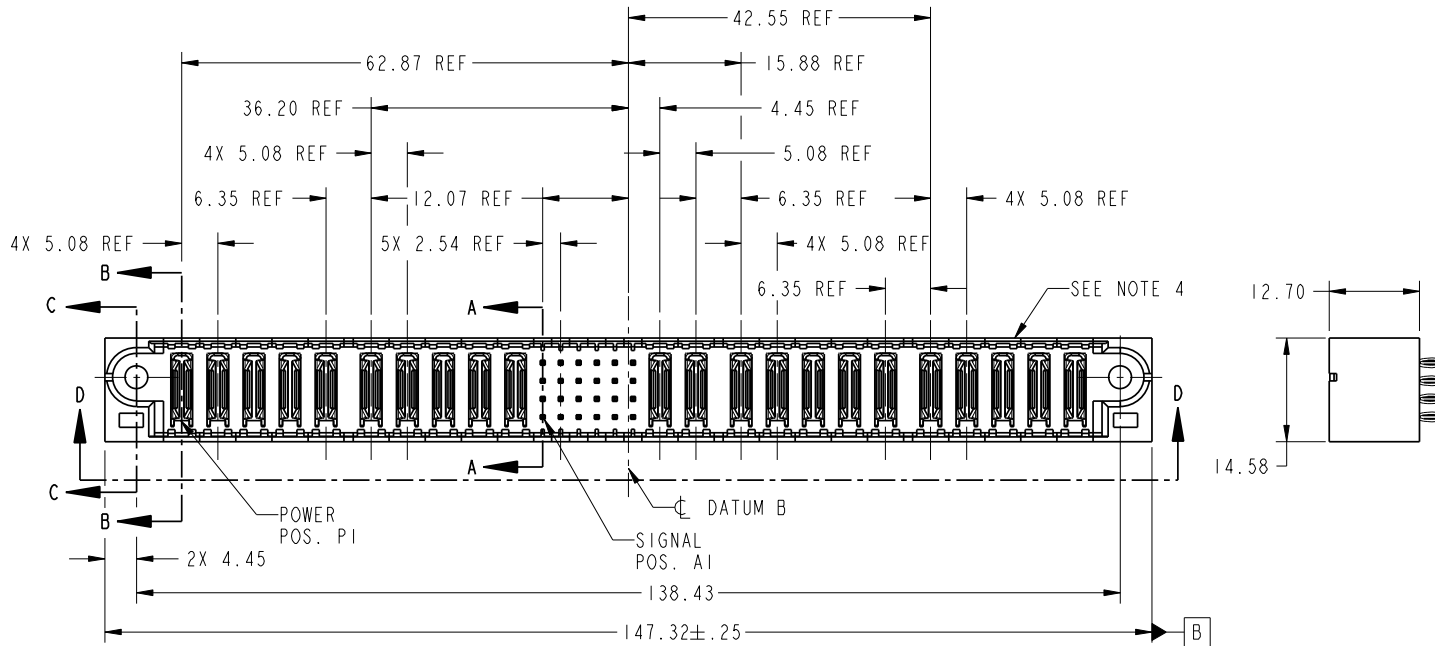 42.55 REF
62.87 REF
15.88 REF
36.20 REF
4.45 REF
4X 5.08 REF
5.08 REF
6.35 REF
12.07 REF
6.35 REF
4X 5.08 REF
4X 5.08 REF
5X 2.54 REF
4X 5.08 REF
B
C
A
6.35 REF
SEE NOTE 4
12.70
D
D
A
C
B
POWER
POS. P1
℄ DATUM B
SIGNAL
POS. A1
14.58
2X 4.45
138.43
147.32±.25
B